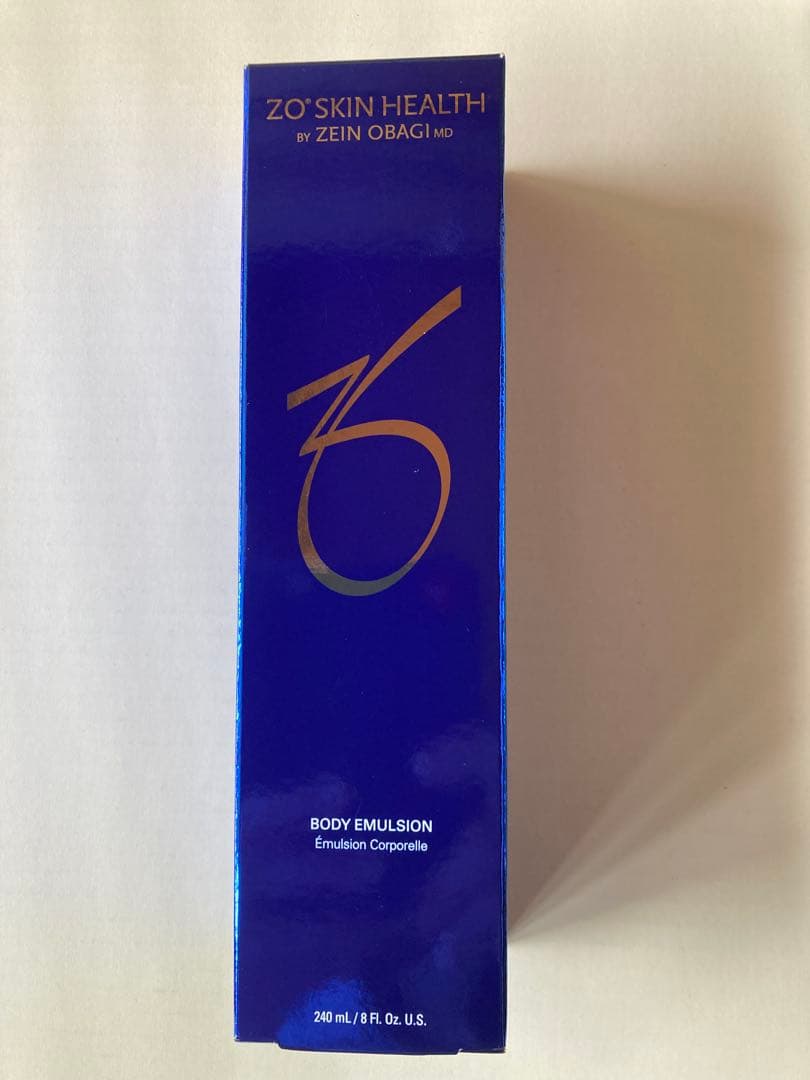 ZO® SKIN HEALTH
BY ZEIN OBAGI MD
BODY EMULSION
Émulsion Corporelle
240 mL / 8 Fl. Oz. U.S.